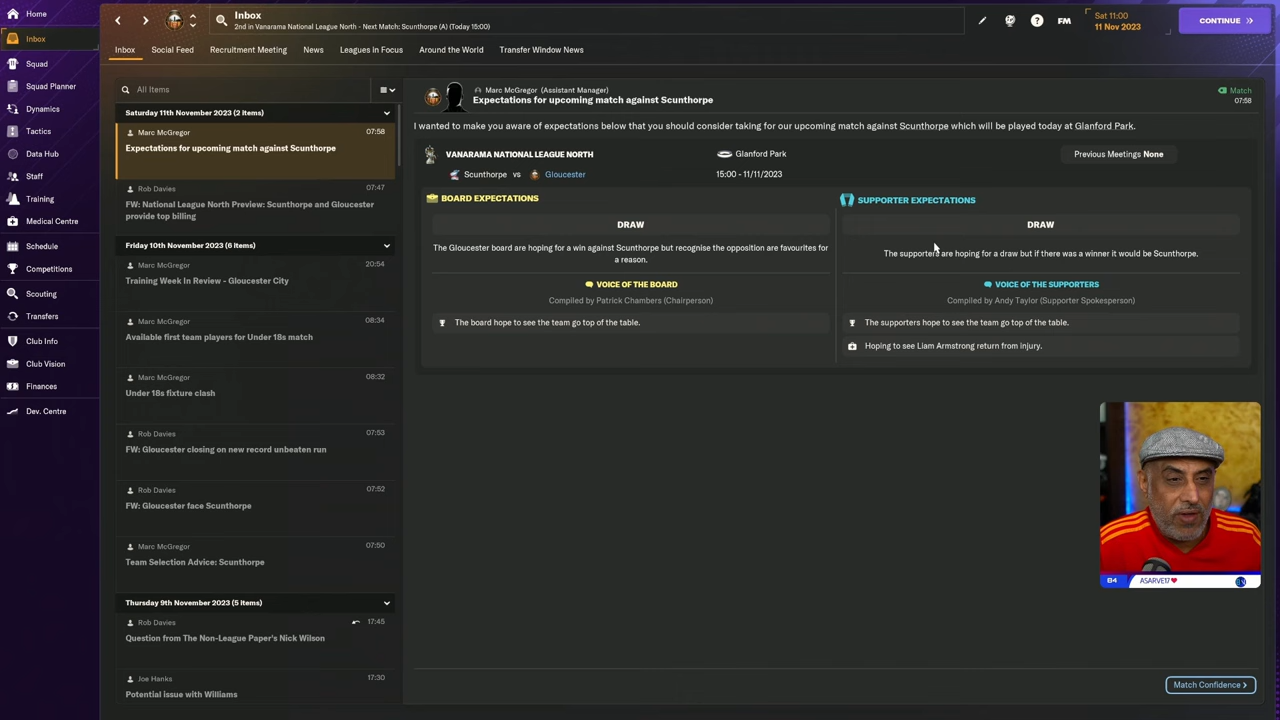 Home
Inbox
Squad
Squad Planner
Dynamics
Tactics
Data Hub
Staff
Training
Medical Centre
Schedule
Competitions
Scouting
Transfers
Club Info
Club Vision
Finances
Dev. Centre
Inbox
2nd in Vanarama National League North - Next Match: Scunthorpe (A) (Today 15:00)
FM
Sat 11:00
11 Nov 2023
CONTINUE
Inbox
Social Feed
Recruitment Meeting
News
Leagues in Focus
Around the World
Transfer Window News
All Items
Saturday 11th November 2023 (2 items)
Marc McGregor 07:58
Expectations for upcoming match against Scunthorpe
Rob Davies 07:47
FW: National League North Preview: Scunthorpe and Gloucester
provide top billing
Friday 10th November 2023 (6 items)
Marc McGregor 20:54
Training Week In Review - Gloucester City
Marc McGregor 08:34
Available first team players for Under 18s match
Marc McGregor 08:32
Under 18s fixture clash
Rob Davies 07:53
FW: Gloucester closing on new record unbeaten run
Rob Davies 07:52
FW: Gloucester face Scunthorpe
Marc McGregor 07:50
Team Selection Advice: Scunthorpe
Thursday 9th November 2023 (5 items)
Rob Davies 17:45
Question from The Non-League Paper's Nick Wilson
Joe Hanks 17:30
Potential issue with Williams
Marc McGregor (Assistant Manager)
Expectations for upcoming match against Scunthorpe
Match
07:58
I wanted to make you aware of expectations below that you should consider taking for our upcoming match against Scunthorpe which will be played today at Glanford Park.
VANARAMA NATIONAL LEAGUE NORTH
Glanford Park
Previous Meetings None
Scunthorpe vs Gloucester
15:00 - 11/11/2023
BOARD EXPECTATIONS
DRAW
The Gloucester board are hoping for a win against Scunthorpe but recognise the opposition are favourites for
a reason.
VOICE OF THE BOARD
Compiled by Patrick Chambers (Chairperson)
The board hope to see the team go top of the table.
SUPPORTER EXPECTATIONS
DRAW
The supporters are hoping for a draw but if there was a winner it would be Scunthorpe.
VOICE OF THE SUPPORTERS
Compiled by Andy Taylor (Supporter Spokesperson)
The supporters hope to see the team go top of the table.
Hoping to see Liam Armstrong return from injury.
ASARVE17
Match Confidence